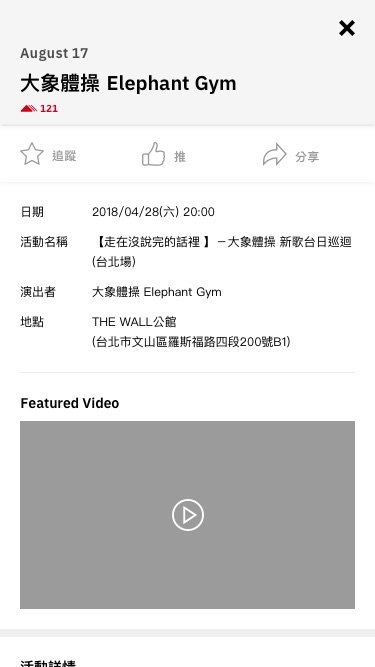 August 17
大象體操 Elephant Gym
121
追蹤
推
分享
日期 2018/04/28(六) 20:00
活動名稱 【走在沒說完的話裡 】－大象體操 新歌台日巡迴
(台北場)
演出者 大象體操 Elephant Gym
地點 THE WALL公館
(台北市文山區羅斯福路四段200號B1)
Featured Video
活動詳情